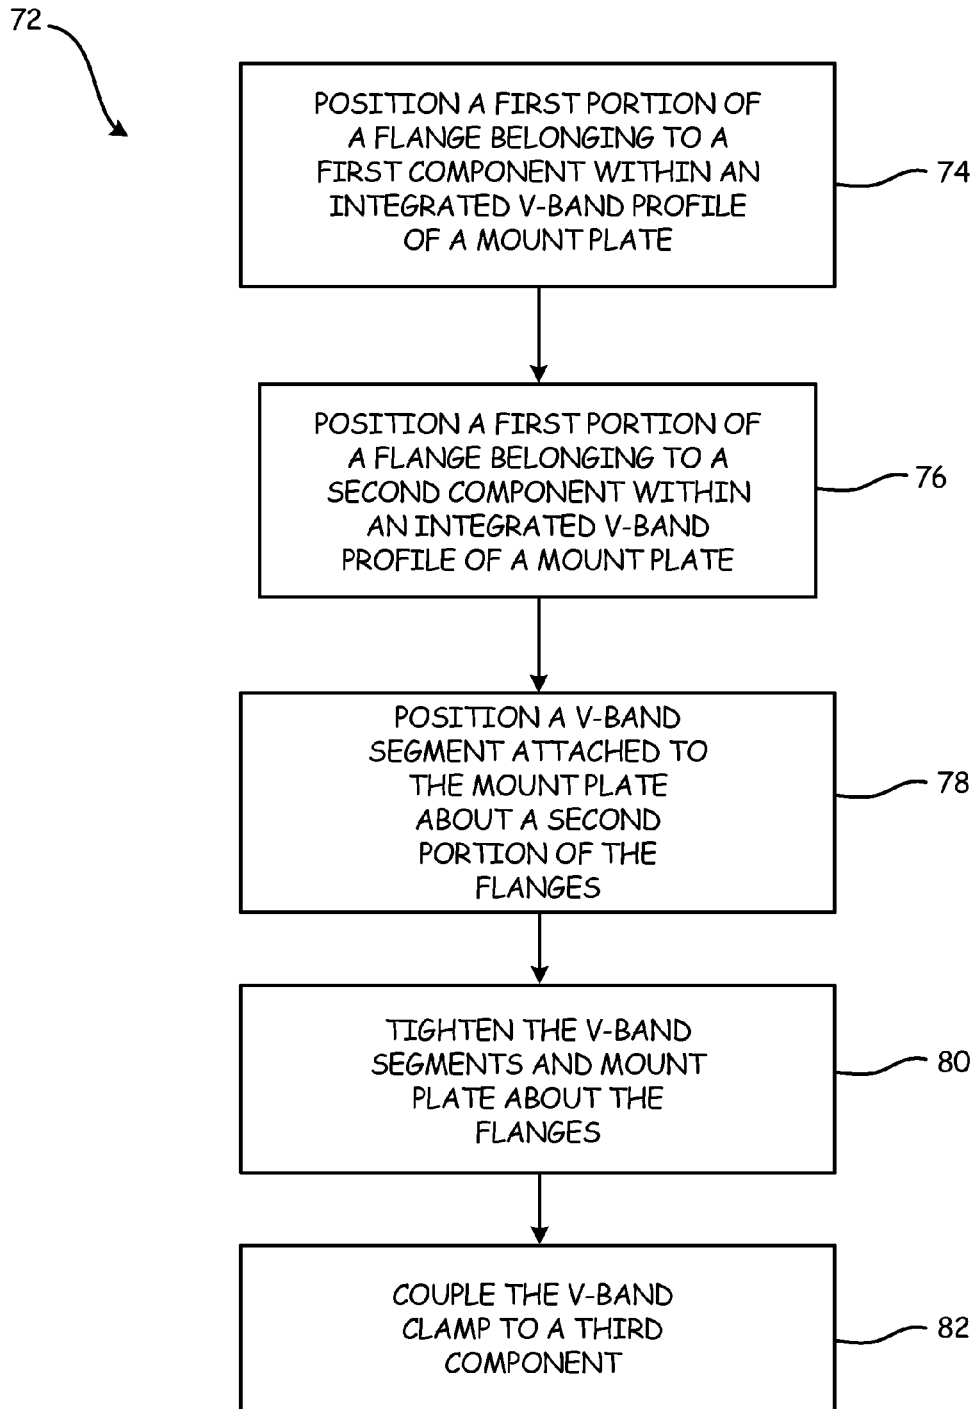 72
POSITION A FIRST PORTION OF
A FLANGE BELONGING TO A
FIRST COMPONENT WITHIN AN
INTEGRATED V-BAND PROFILE
OF A MOUNT PLATE
74
POSITION A FIRST PORTION OF
A FLANGE BELONGING TO A
SECOND COMPONENT WITHIN
AN INTEGRATED V-BAND
PROFILE OF A MOUNT PLATE
76
POSITION A V-BAND
SEGMENT ATTACHED TO
THE MOUNT PLATE
ABOUT A SECOND
PORTION OF THE
FLANGES
78
TIGHTEN THE V-BAND
SEGMENTS AND MOUNT
PLATE ABOUT THE
FLANGES
80
COUPLE THE V-BAND
CLAMP TO A THIRD
COMPONENT
82